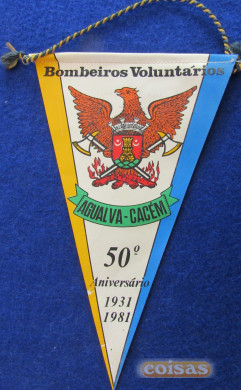 Bombeiros Voluntários
AGUALVA-CACÉM
50º
Aniversário
1931
1981
coisas